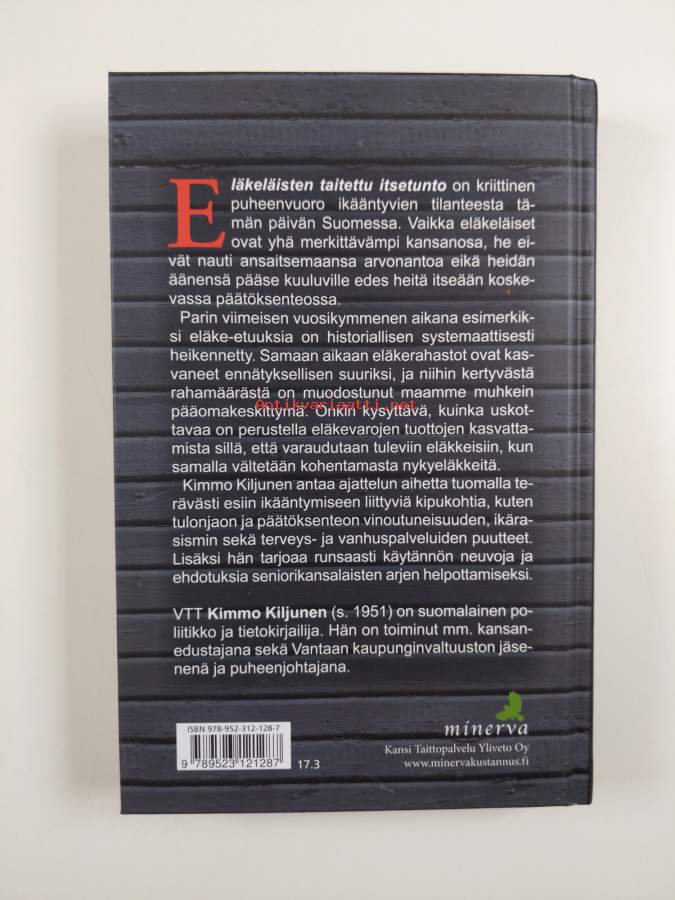 Eläkeläisten taitettu itsetunto on kriittinen
puheenvuoro ikääntyvien tilanteesta tä-
män päivän Suomessa. Vaikka eläkeläiset
ovat yhä merkittävämpi kansanosa, he ei-
vät nauti ansaitsemaansa arvonantoa eikä heidän
äänensä pääse kuuluville edes heitä itseään koske-
vassa päätöksenteossa.
Parin viimeisen vuosikymmenen aikana esimerkik-
si eläke-etuuksia on historiallisen systemaattisesti
heikennetty. Samaan aikaan eläkerahastot ovat kas-
vaneet ennätyksellisen suuriksi, ja niihin kertyvästä
rahamäärästä on muodostunut maamme muhkein
Antikvariaatti.net
pääomakeskittymä. Onkin kysyttävä, kuinka uskot-
tavaa on perustella eläkevarojen tuottojen kasvatta-
mista sillä, että varaudutaan tuleviin eläkkeisiin, kun
samalla vältetään kohentamasta nykyeläkkeitä.
Kimmo Kiljunen antaa ajattelun aihetta tuomalla te-
rävästi esiin ikääntymiseen liittyviä kipukohtia, kuten
tulonjaon ja päätöksenteon vinoutuneisuuden, ikära-
sismin sekä terveys- ja vanhuspalveluiden puutteet.
Lisäksi hän tarjoaa runsaasti käytännön neuvoja ja
ehdotuksia seniorikansalaisten arjen helpottamiseksi.
VTT Kimmo Kiljunen (s. 1951) on suomalainen po-
liitikko ja tietokirjailija. Hän on toiminut mm. kansan-
edustajana sekä Vantaan kaupunginvaltuuston jäse-
nenä ja puheenjohtajana.
ISBN 978-952-312-128-7
9 789523 121287
17.3
minerva
Kansi Taittopalvelu Yliveto Oy
www.minervakustannus.fi